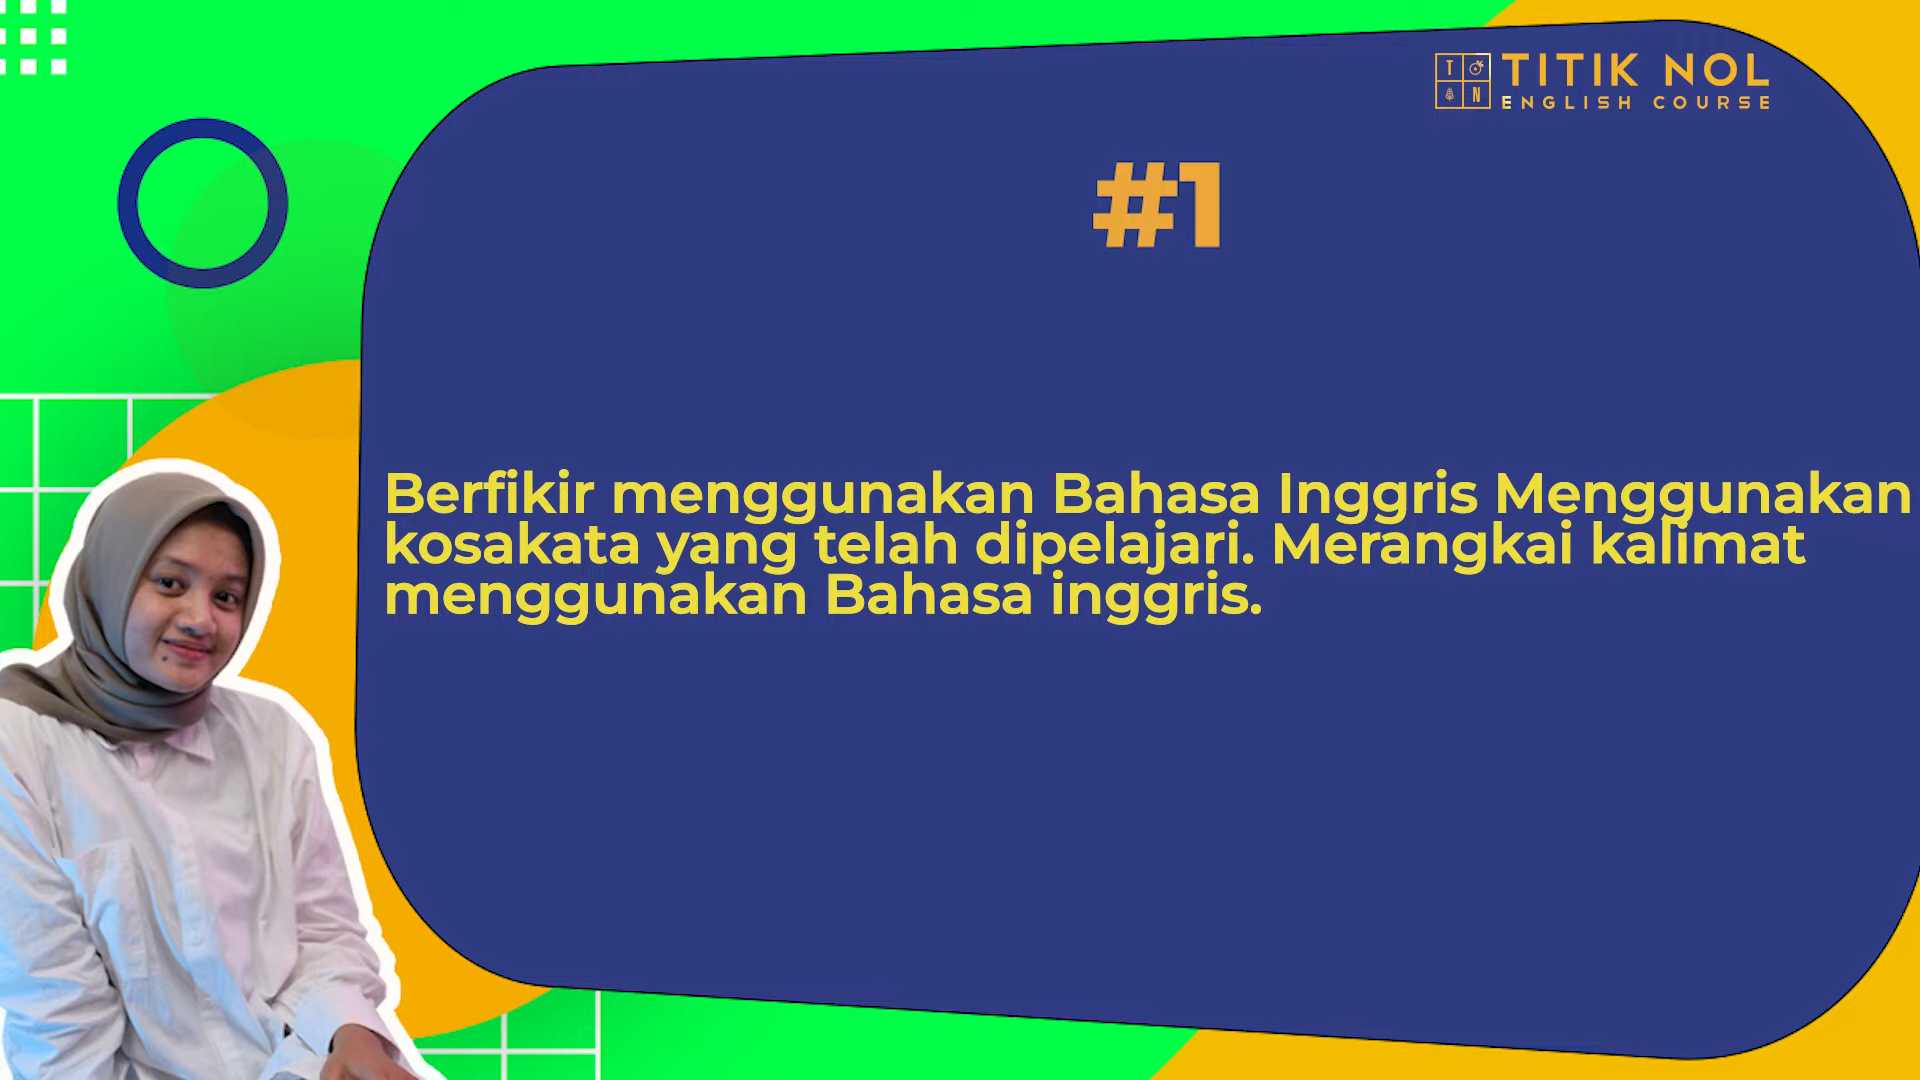 TITIK NOL
ENGLISH COURSE
#1
Berfikir menggunakan Bahasa Inggris Menggunakan
kosakata yang telah dipelajari. Merangkai kalimat
menggunakan Bahasa inggris.